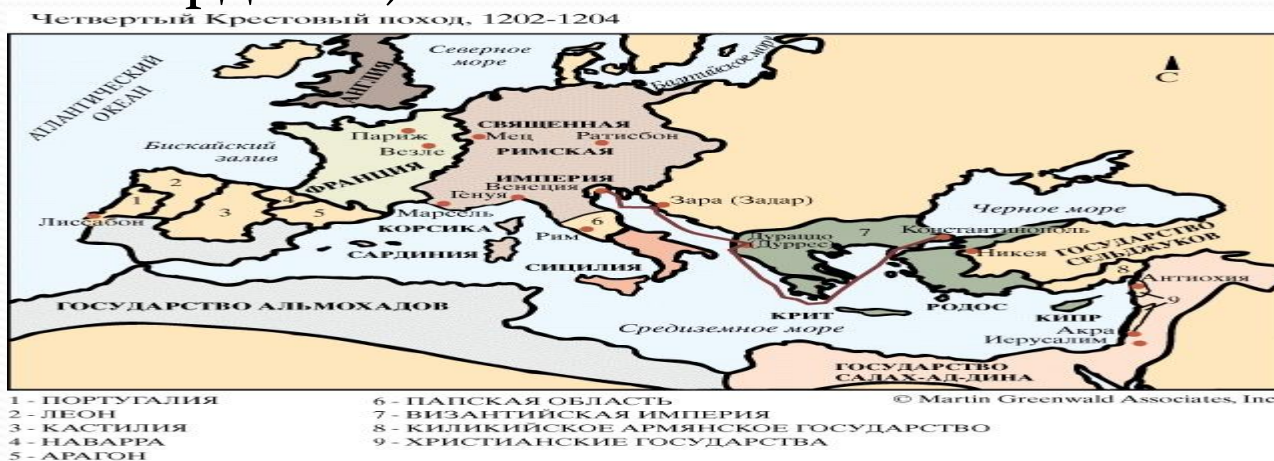 Четвертый Крестовый поход, 1202-1204
АТЛАНТИЧЕСКИЙ
ОКЕАН
Северное
море
Балтийское море
АНГЛИЯ
С
Бискайский
залив
Париж
Везле
ФРАНЦИЯ
СВЯЩЕННАЯ
Мец
Ратисбон
РИМСКАЯ
ИМПЕРИЯ
Венеция
Генуя
Марсель
Зара (Задар)
1
2
3
4
5
Лиссабон
КОРСИКА
САРДИНИЯ
6
Рим
СИЦИЛИЯ
Дураццо
(Дуррес)
7
Черное море
Константинополь
Никея
ГОСУДАРСТВО
СЕЛЬДЖУКОВ
8
Антиохия
9
ГОСУДАРСТВО АЛЬМОХАДОВ
КРИТ
РОДОС
КИПР
Акра
Иерусалим
Средиземное море
ГОСУДАРСТВО
САЛАХ-АД-ДИНА
1 - ПОРТУГАЛИЯ
2 - ЛЕОН
3 - КАСТИЛИЯ
4 - НАВАРРА
5 - АРАГОН
6 - ПАПСКАЯ ОБЛАСТЬ
7 - ВИЗАНТИЙСКАЯ ИМПЕРИЯ
8 - КИЛИКИЙСКОЕ АРМЯНСКОЕ ГОСУДАРСТВО
9 - ХРИСТИАНСКИЕ ГОСУДАРСТВА
© Martin Greenwald Associates, Inc